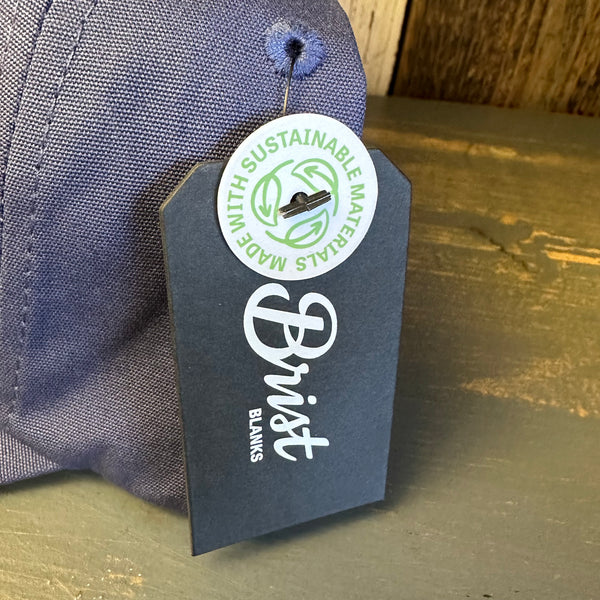 MADE WITH SUSTAINABLE MATERIALS
Brist
BLANKS